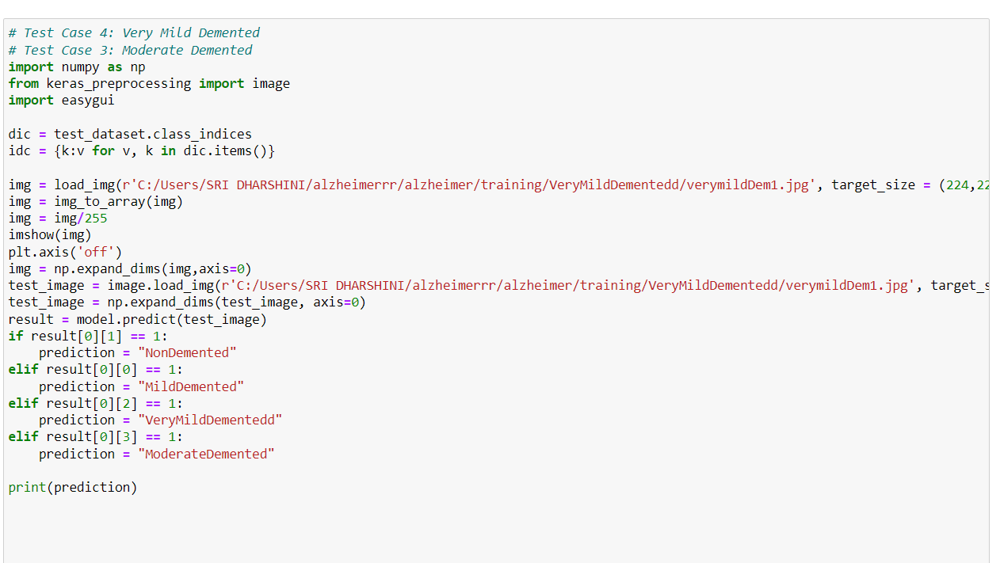 # Test Case 4: Very Mild Demented
# Test Case 3: Moderate Demented
import numpy as np
from keras_preprocessing import image
import easygui

dic = test_dataset.class_indices
idc = {k:v for v, k in dic.items()}

img = load_img(r'C:/Users/SRI DHARSHINI/alzheimerrr/alzheimer/training/VeryMildDementedd/verymildDem1.jpg', target_size = (224,22
img = img_to_array(img)
img = img/255
imshow(img)
plt.axis('off')
img = np.expand_dims(img,axis=0)
test_image = image.load_img(r'C:/Users/SRI DHARSHINI/alzheimerrr/alzheimer/training/VeryMildDementedd/verymildDem1.jpg', target_s
test_image = np.expand_dims(test_image, axis=0)
result = model.predict(test_image)
if result[0][1] == 1:
    prediction = "NonDemented"
elif result[0][0] == 1:
    prediction = "MildDemented"
elif result[0][2] == 1:
    prediction = "VeryMildDementedd"
elif result[0][3] == 1:
    prediction = "ModerateDemented"

print(prediction)